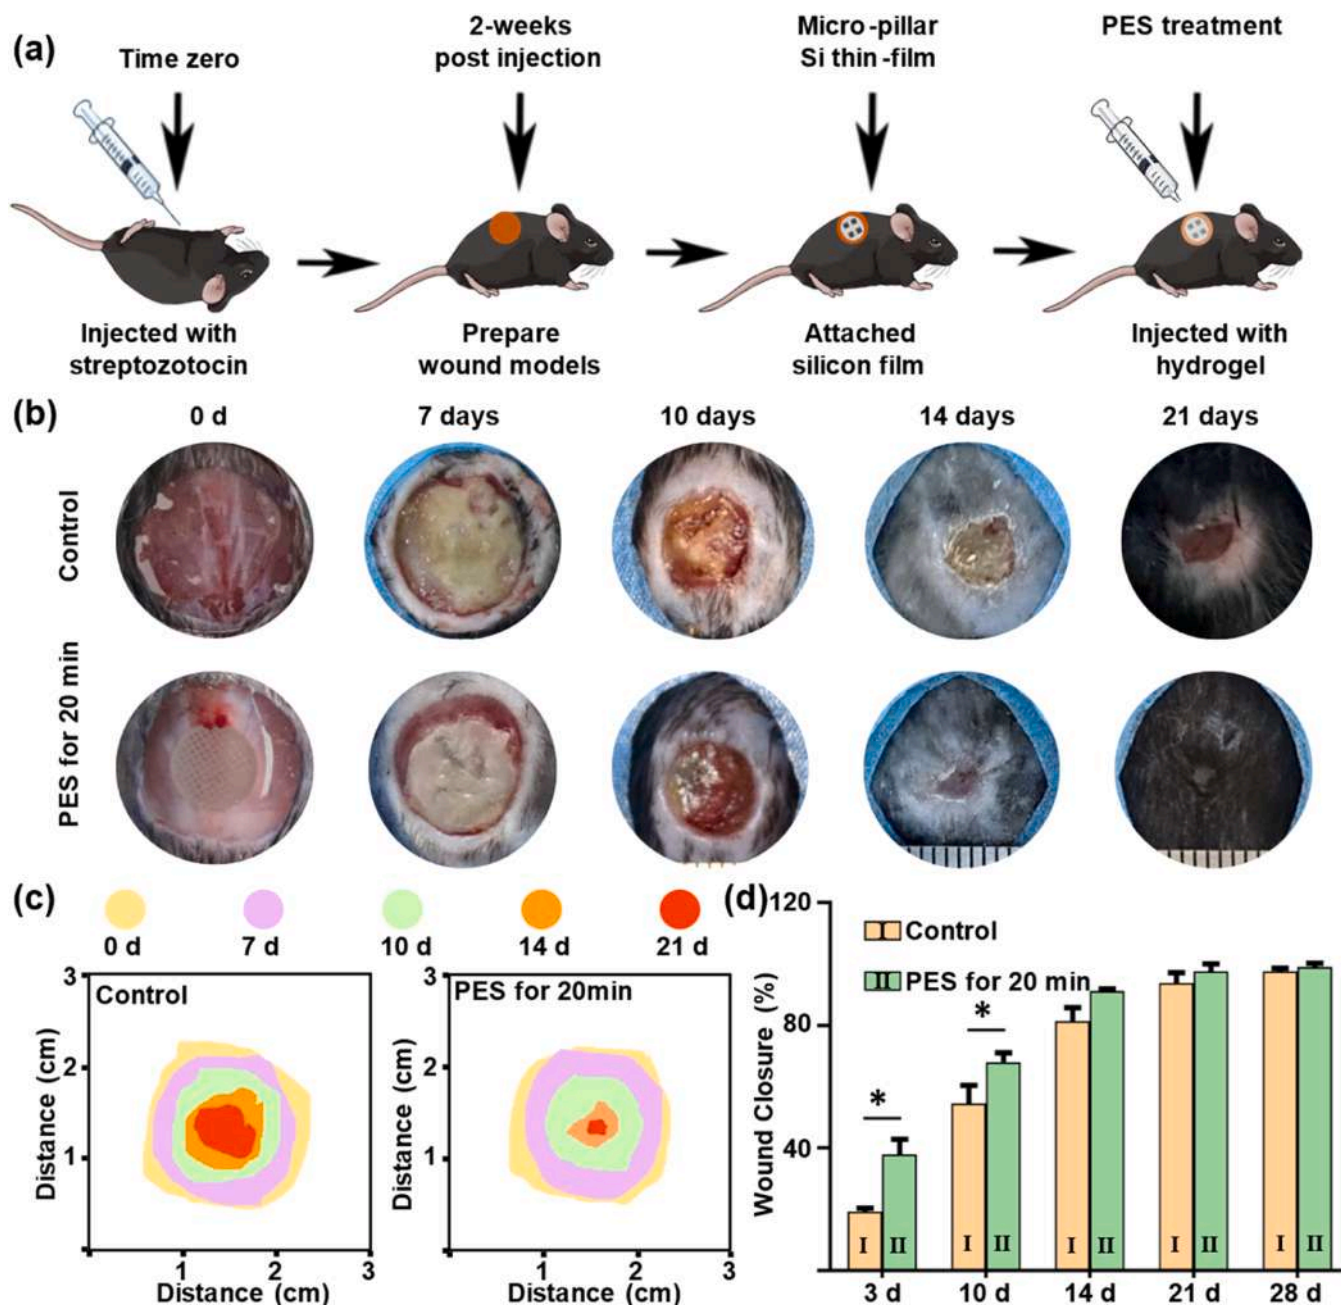 (a)
Time zero
2-weeks
post injection
Micro-pillar
Si thin-film
PES treatment
Injected with
streptozotocin
Prepare
wound models
Attached
silicon film
Injected with
hydrogel
(b)
0 d
7 days
10 days
14 days
21 days
Control
PES for 20 min
(c)
0 d
7 d
10 d
14 d
21 d
3
2
1
Distance (cm)
Control
1
2
3
Distance (cm)
3
2
1
Distance (cm)
PES for 20min
1
2
3
Distance (cm)
(d)
120
80
40
Wound Closure (%)
I Control
II PES for 20 min
*
*
I II I II I II I II I II
3 d
10 d
14 d
21 d
28 d